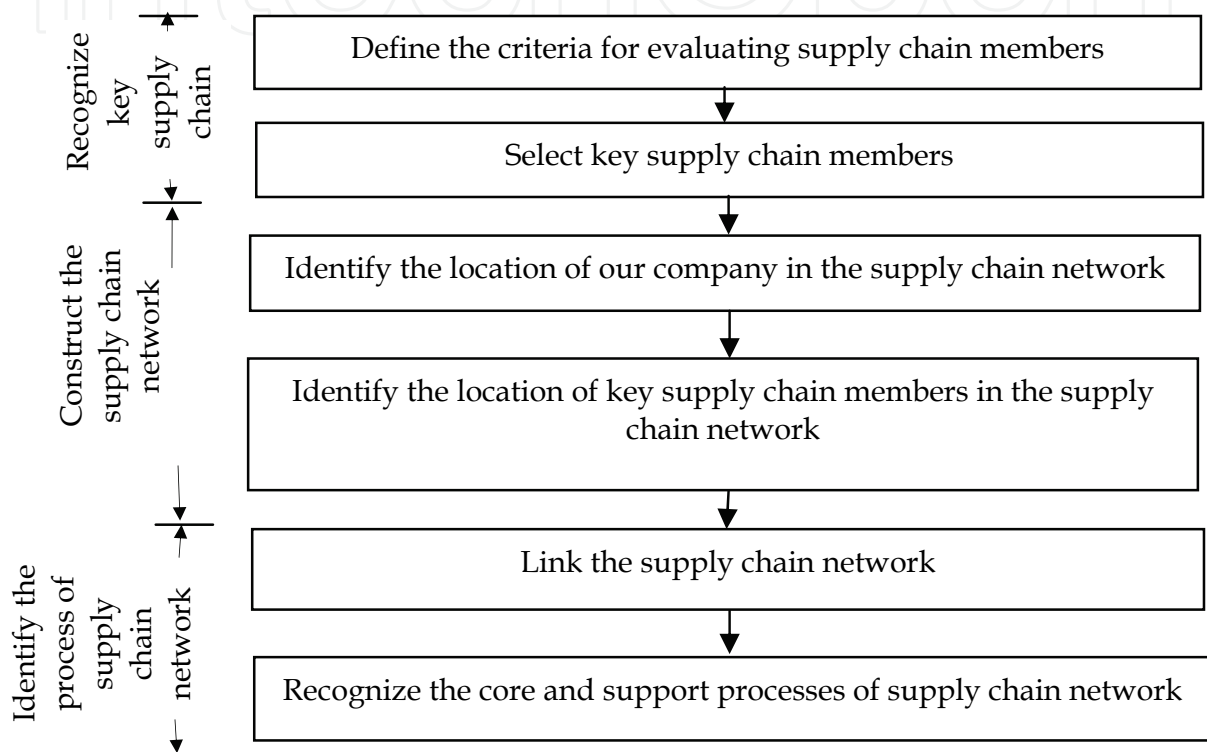 Recognize
key
supply
chain
Define the criteria for evaluating supply chain members
Select key supply chain members
Construct the
supply chain
network
Identify the location of our company in the supply chain network
Identify the location of key supply chain members in the supply
chain network
Identify the
process of
supply
chain
network
Link the supply chain network
Recognize the core and support processes of supply chain network